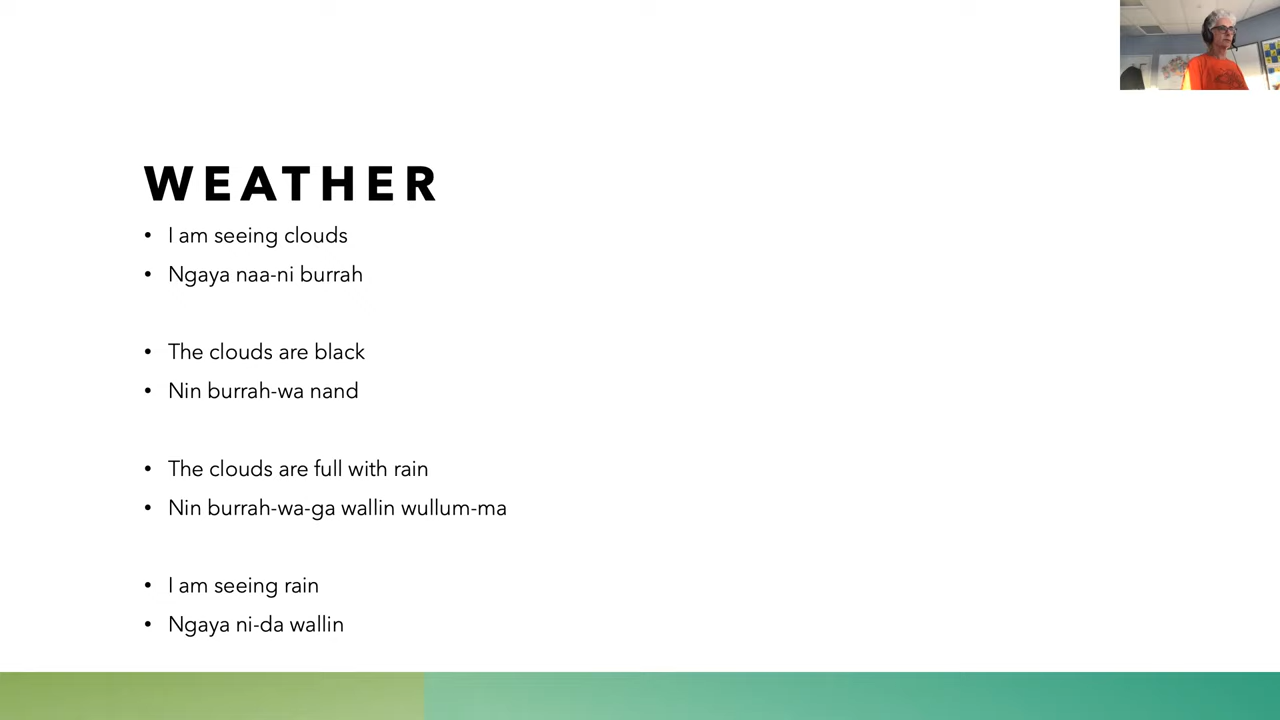 WEATHER
• I am seeing clouds
• Ngaya naa-ni burrah
• The clouds are black
• Nin burrah-wa nand
• The clouds are full with rain
• Nin burrah-wa-ga wallin wullum-ma
• I am seeing rain
• Ngaya ni-da wallin